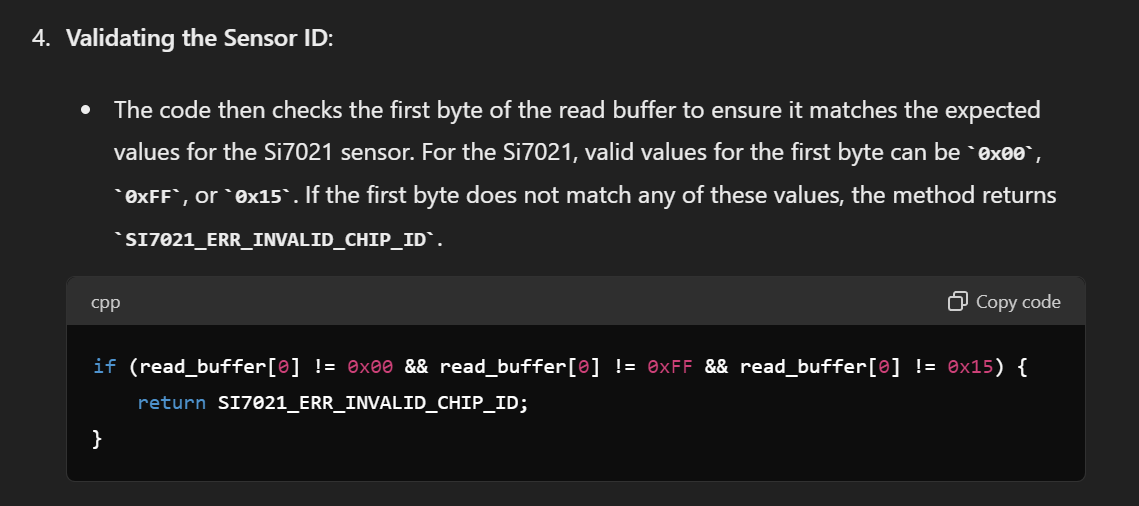 4. Validating the Sensor ID:
• The code then checks the first byte of the read buffer to ensure it matches the expected
values for the Si7021 sensor. For the Si7021, valid values for the first byte can be `0x00`,
`0xFF`, or `0x15`. If the first byte does not match any of these values, the method returns
`SI7021_ERR_INVALID_CHIP_ID`.
cpp Copy code
if (read_buffer[0] != 0x00 && read_buffer[0] != 0xFF && read_buffer[0] != 0x15) {
    return SI7021_ERR_INVALID_CHIP_ID;
}